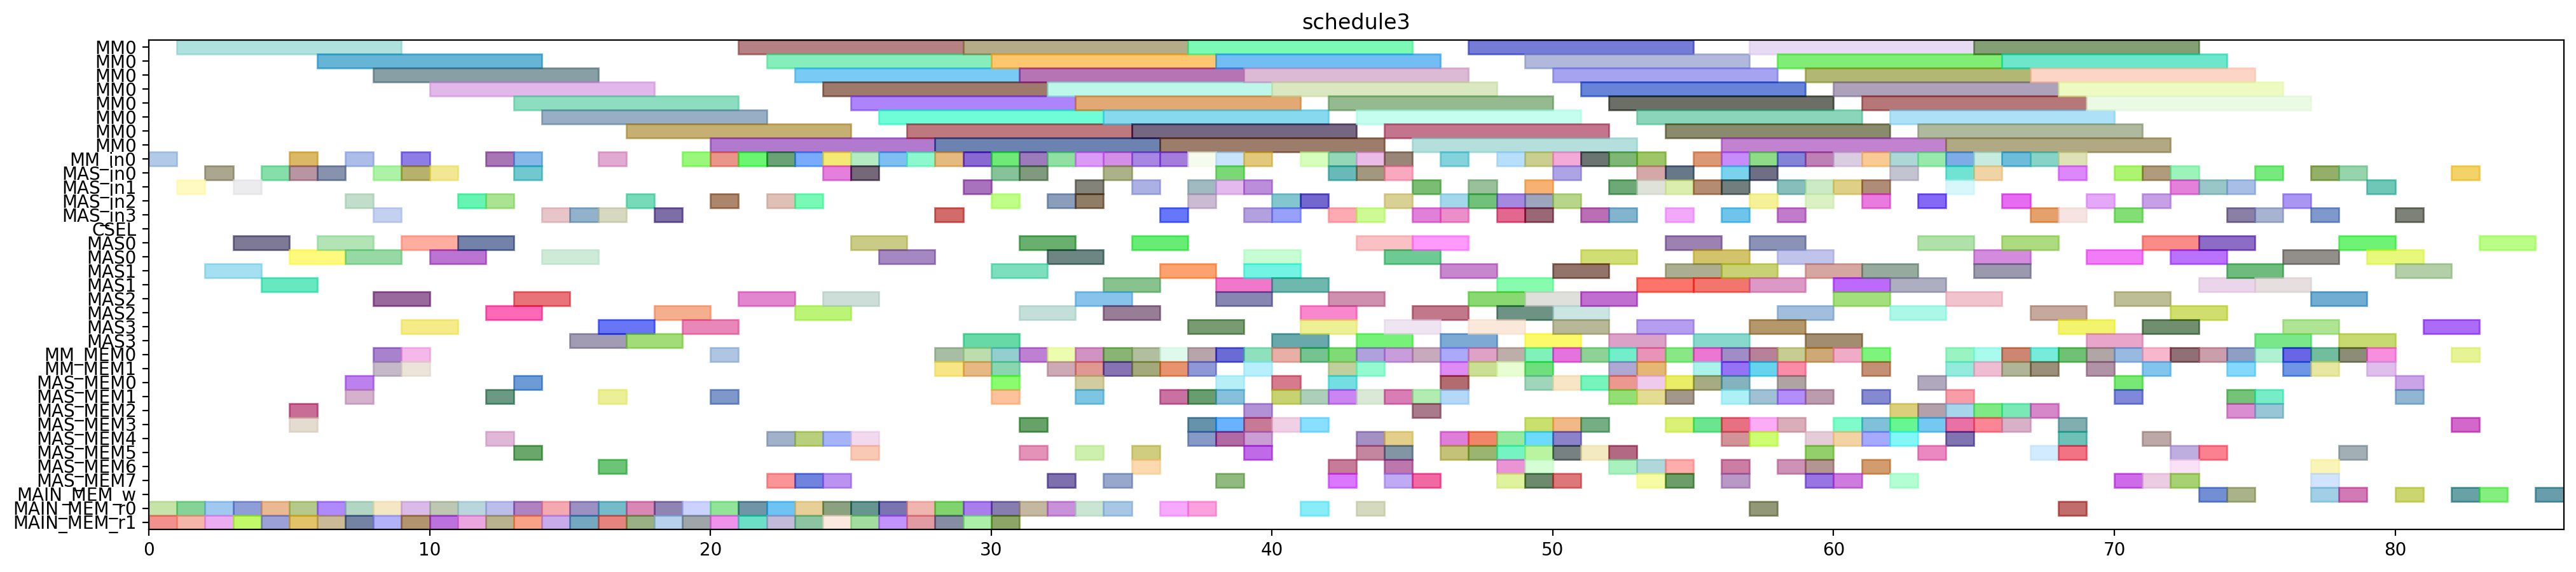 schedule3
MM0
MM0
MM0
MM0
MM0
MM0
MM0
MM0
MM_in0
MAS_in0
MAS_in1
MAS_in2
MAS_in3
CSEL
MAS0
MAS0
MAS1
MAS1
MAS2
MAS2
MAS3
MAS3
MM_MEM0
MM_MEM1
MAS_MEM0
MAS_MEM1
MAS_MEM2
MAS_MEM3
MAS_MEM4
MAS_MEM5
MAS_MEM6
MAS_MEM7
MAIN_MEM_w
MAIN_MEM_r0
MAIN_MEM_r1
0 10 20 30 40 50 60 70 80